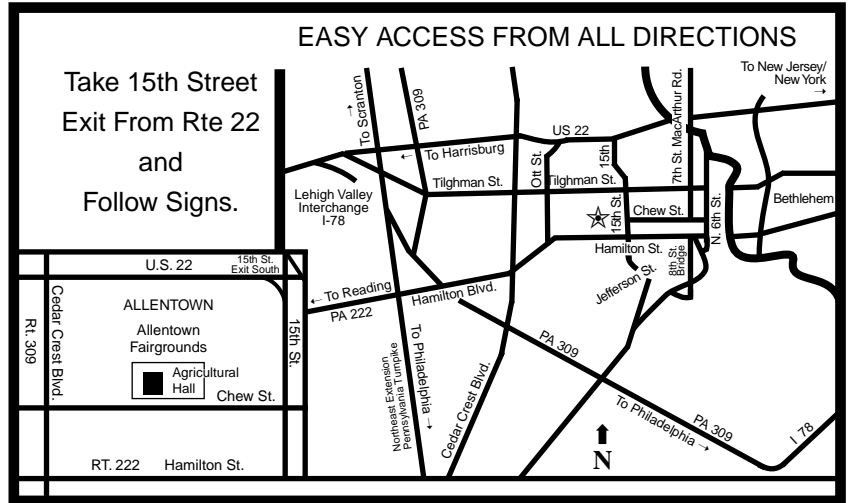 EASY ACCESS FROM ALL DIRECTIONS
Take 15th Street
Exit From Rte 22
and
Follow Signs.
To New Jersey/
New York
→
To Scranton
→
PA 309
US 22
← To Harrisburg
Ott St.
15th
7th St. MacArthur Rd.
Lehigh Valley
Interchange
I-78
Tilghman St.
Tilghman St.
15th St.
Chew St.
N. 6th St.
Bethlehem
Hamilton St.
8th St.
Bridge
Jefferson St.
← To Reading
PA 222
Hamilton Blvd.
To Philadelphia →
Northeast Extension
Pennsylvania Turnpike
Cedar Crest Blvd.
PA 309
To Philadelphia →
PA 309
I 78
N
U.S. 22
15th St.
Exit South
Rt. 309
Cedar Crest Blvd.
ALLENTOWN
Allentown
Fairgrounds
Agricultural
Hall
15th St.
Chew St.
RT. 222 Hamilton St.